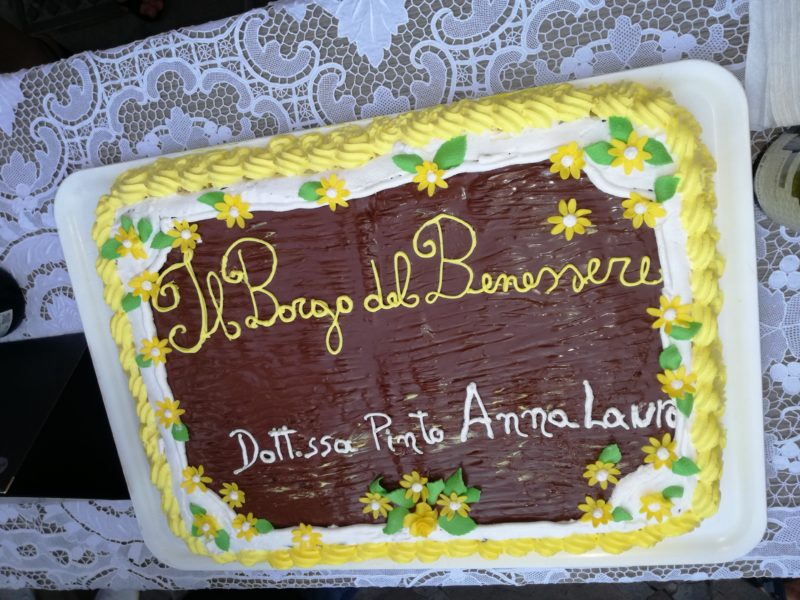 Il Borgo del Benessere
Dott.ssa Pinto Anna Laura